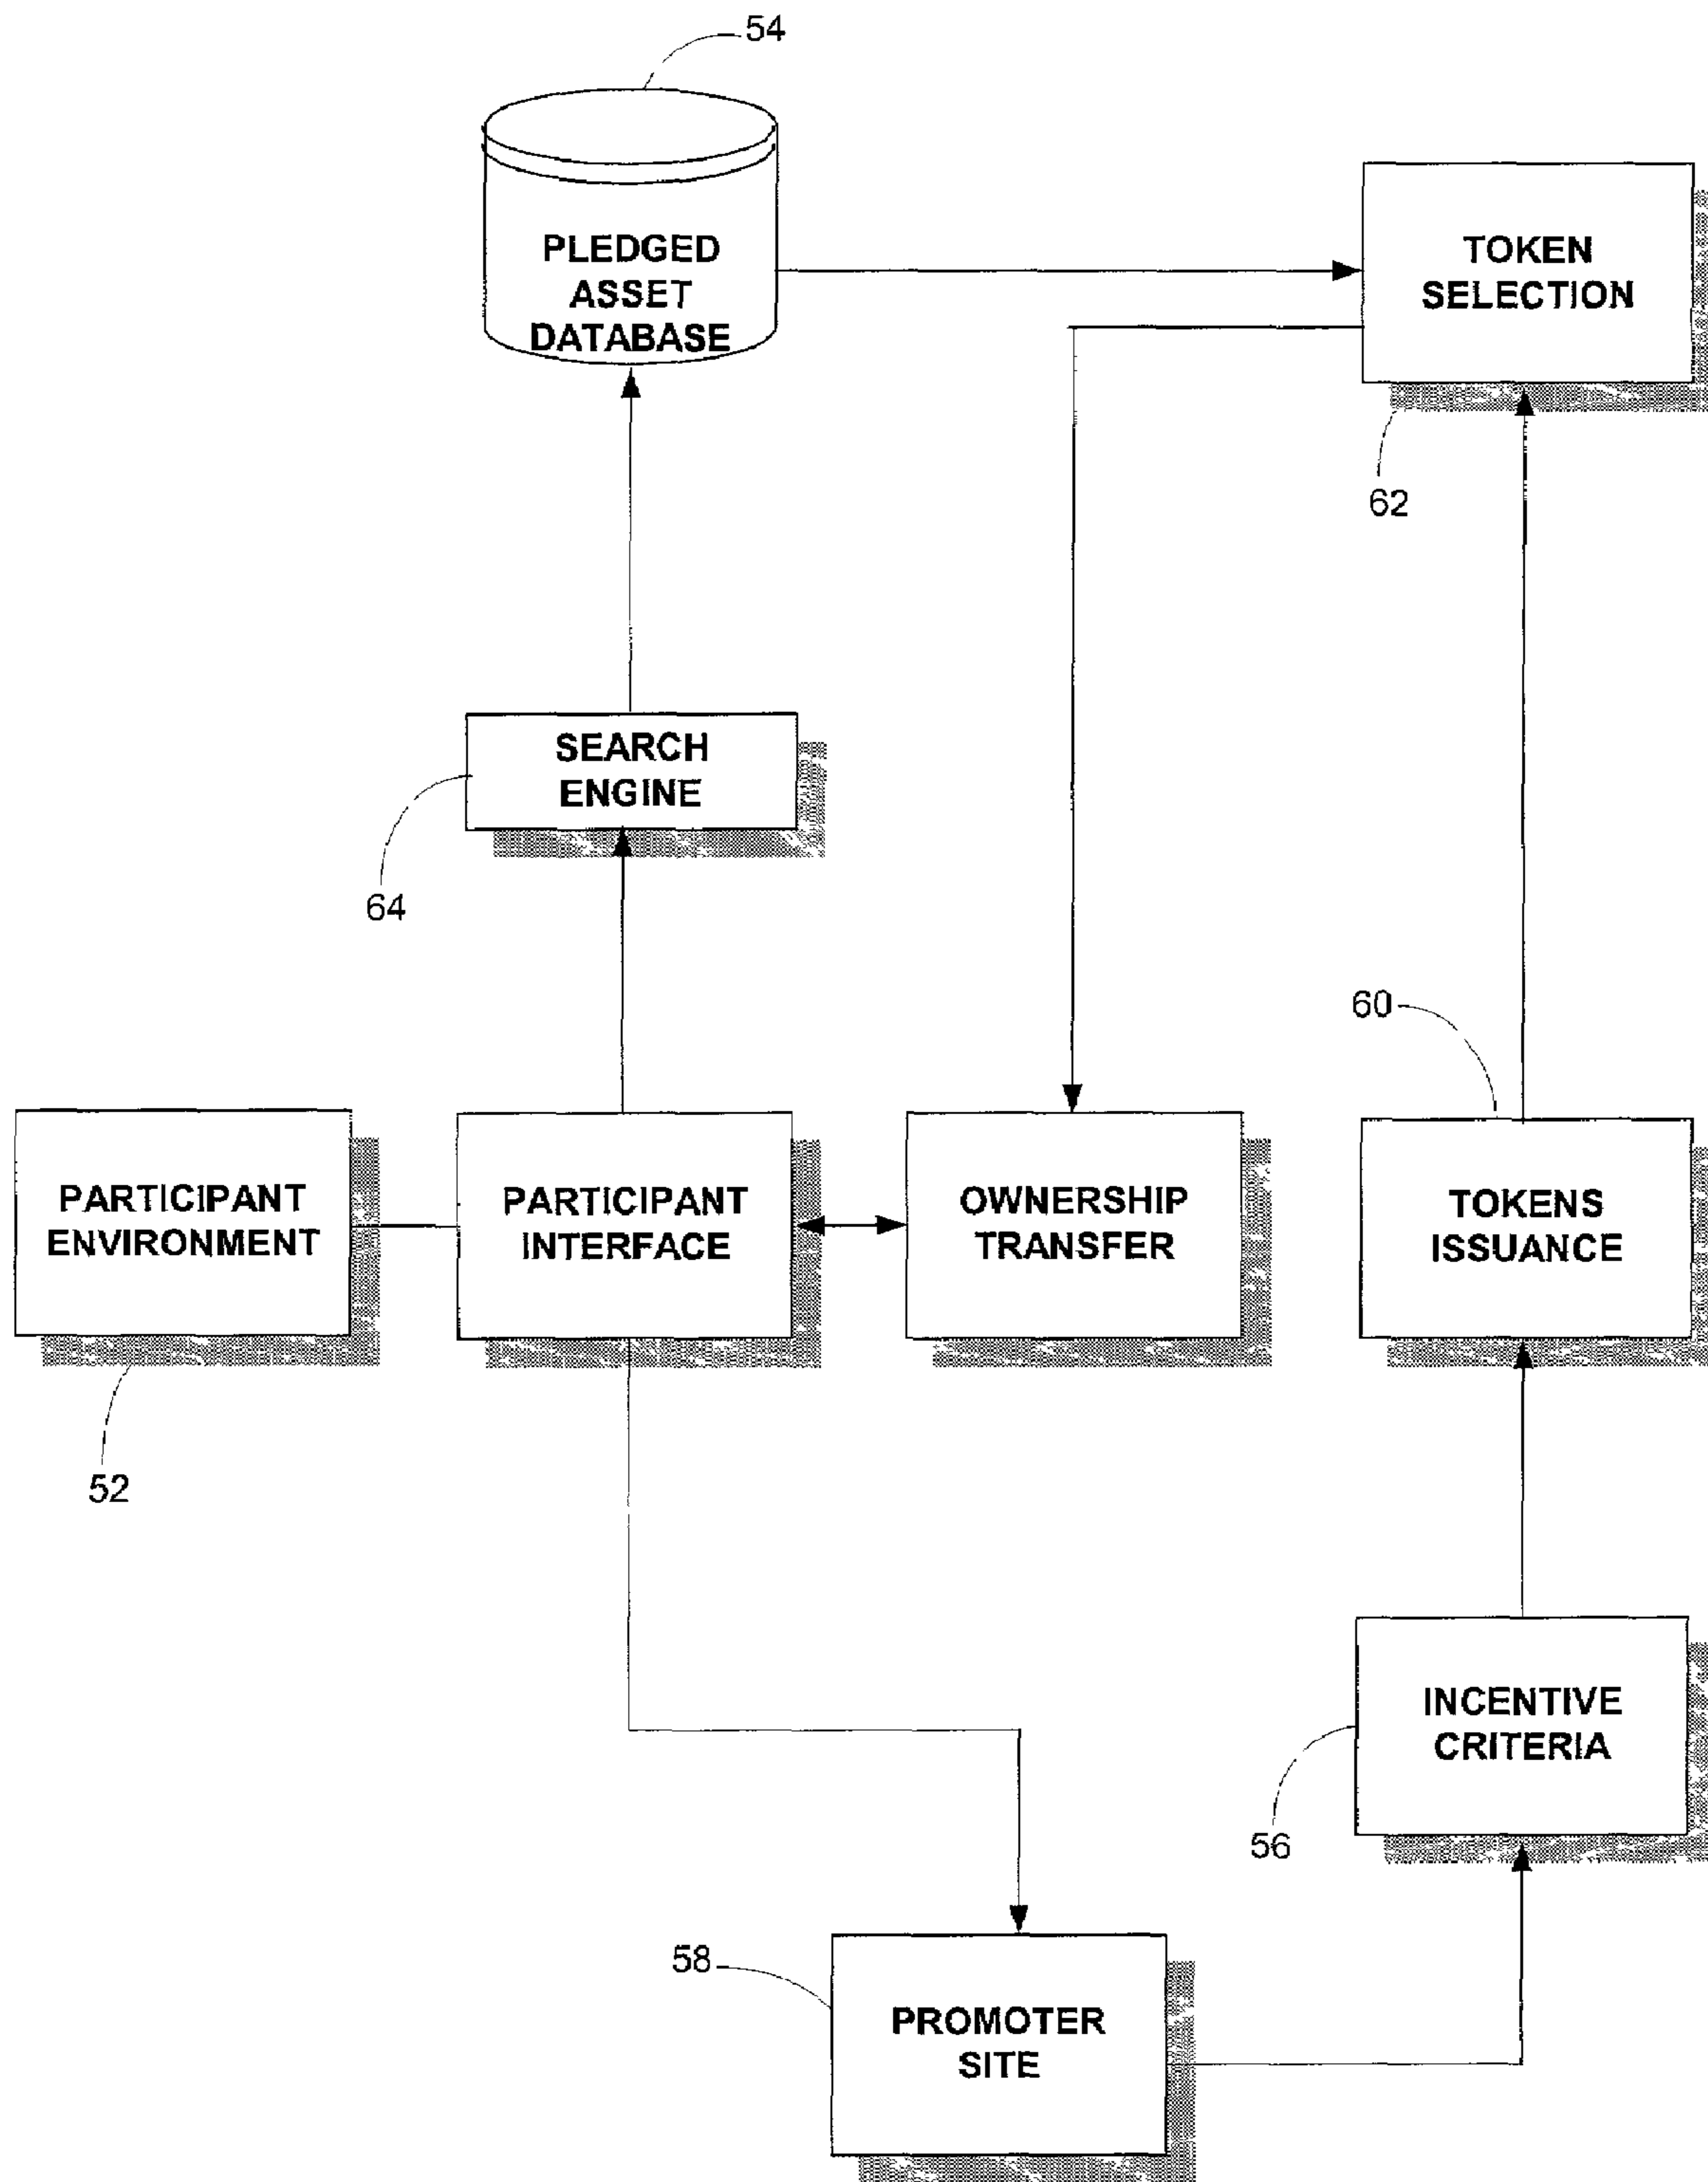 54
PLEDGED
ASSET
DATABASE
TOKEN
SELECTION
62
SEARCH
ENGINE
64
60
PARTICIPANT
ENVIRONMENT
PARTICIPANT
INTERFACE
OWNERSHIP
TRANSFER
TOKENS
ISSUANCE
52
INCENTIVE
CRITERIA
56
58
PROMOTER
SITE